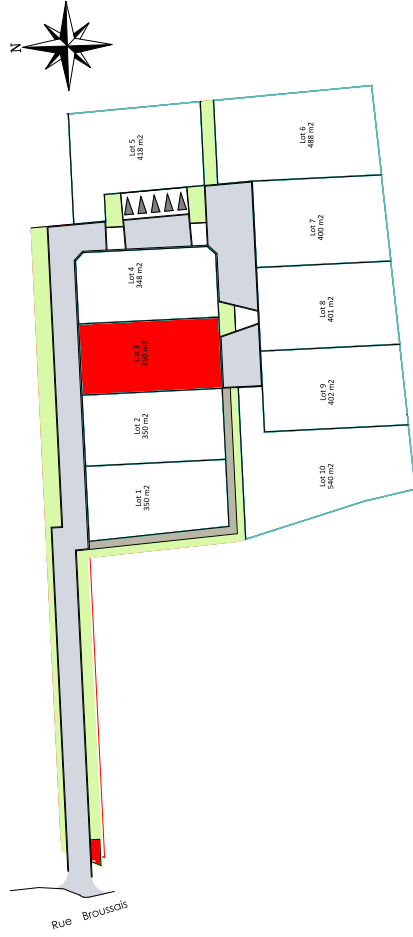 N
Lot 5
418 m2
Lot 6
488 m2
Lot 7
400 m2
Lot 4
348 m2
Lot 8
401 m2
Lot 3
350 m2
Lot 9
402 m2
Lot 2
350 m2
Lot 10
540 m2
Lot 1
350 m2
Rue Broussais